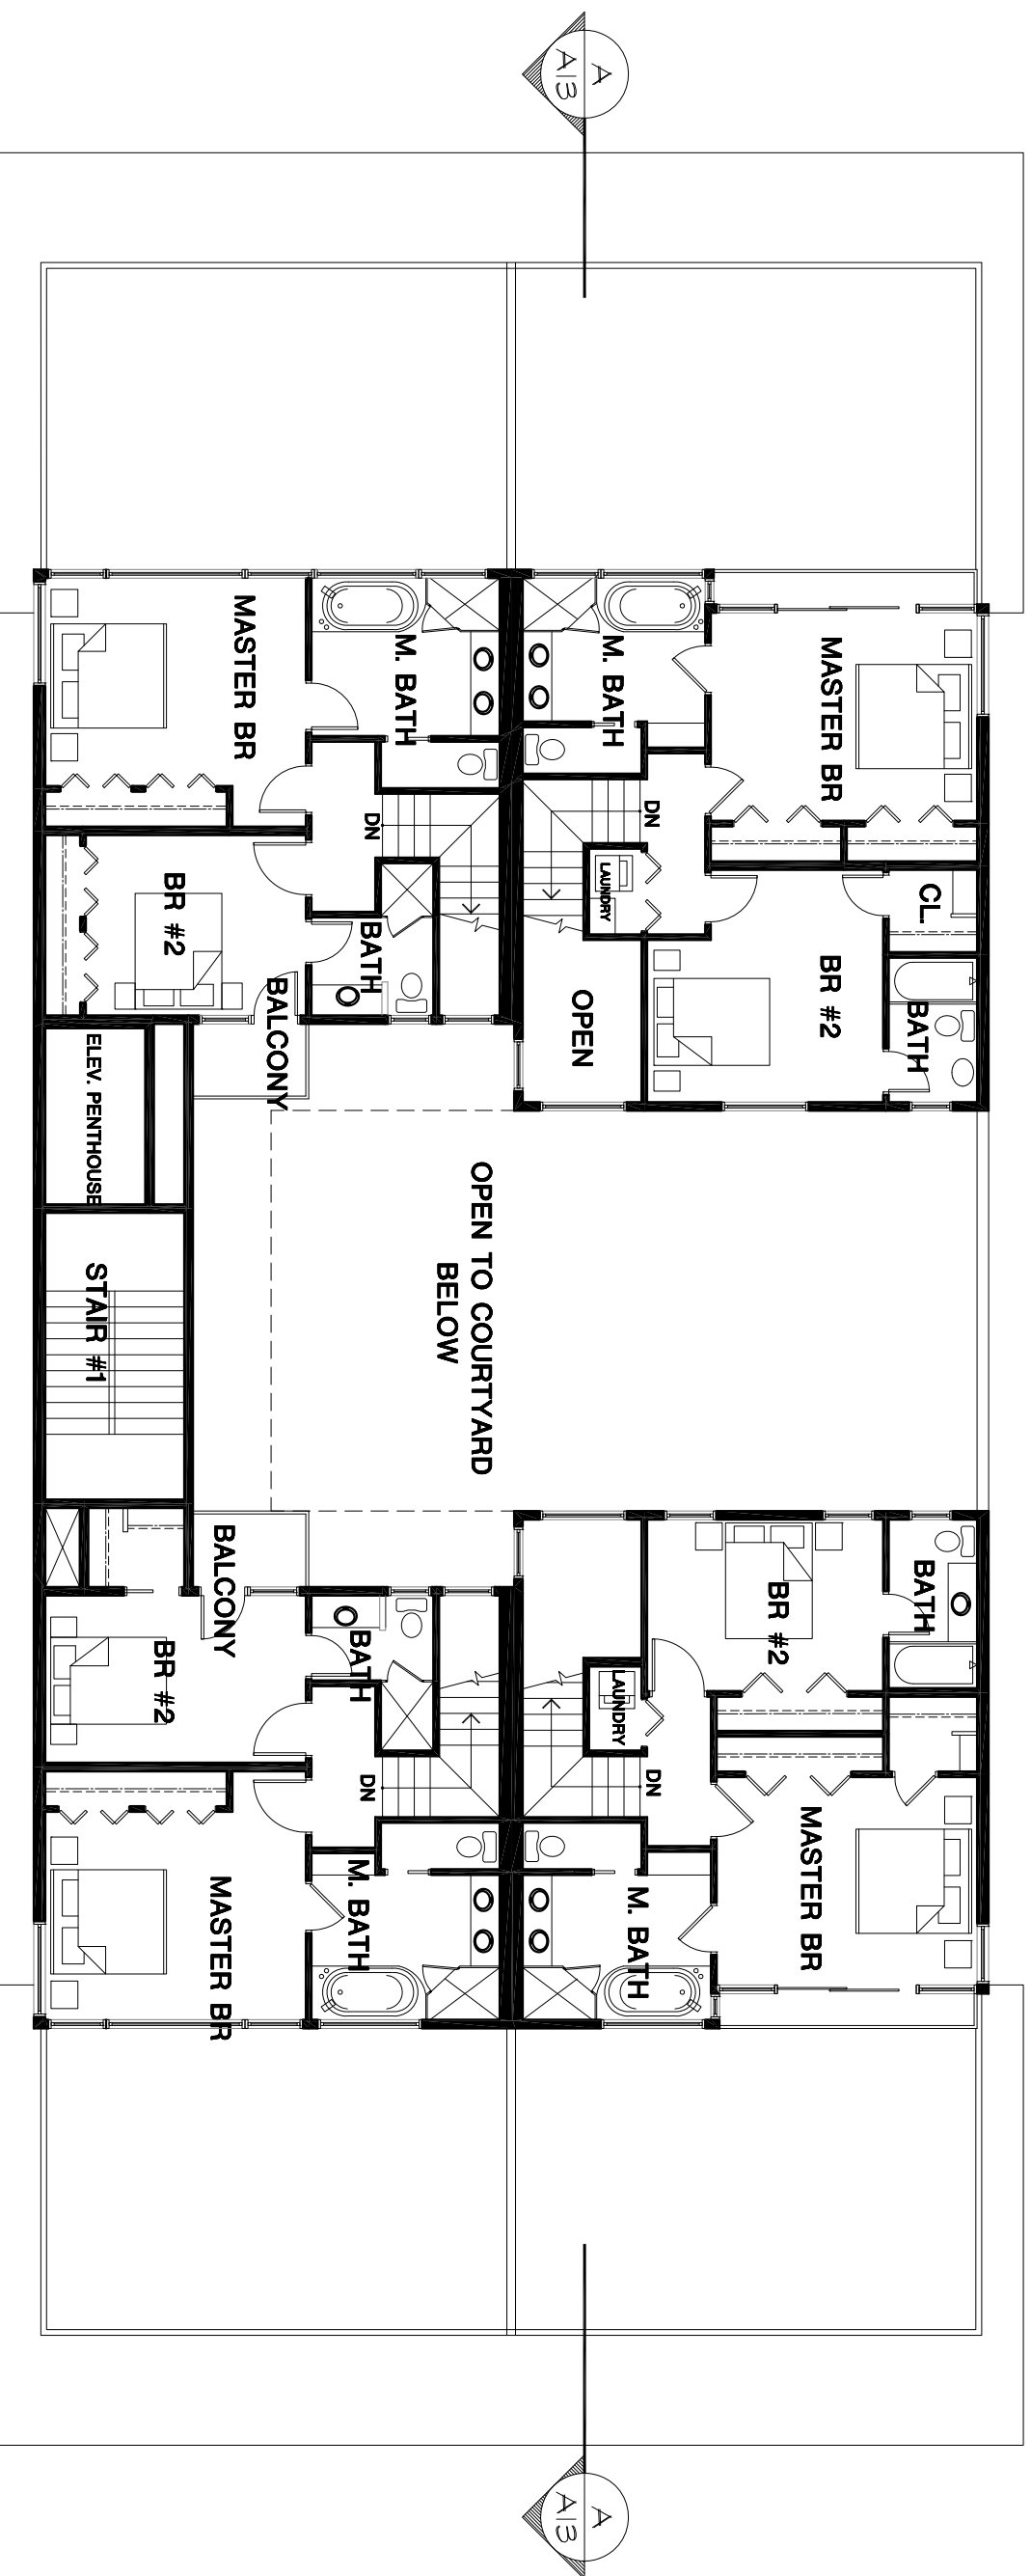 A
A13
MASTER BR
M. BATH
M. BATH
MASTER BR
DN
DN
LAUNDRY
BR #2
BATH
CL.
BR #2
BATH
BALCONY
OPEN
ELEV. PENTHOUSE
OPEN TO COURTYARD
BELOW
STAIR #1
BALCONY
BR #2
BATH
BR #2
BATH
LAUNDRY
DN
DN
MASTER BR
M. BATH
M. BATH
MASTER BR
A
A13